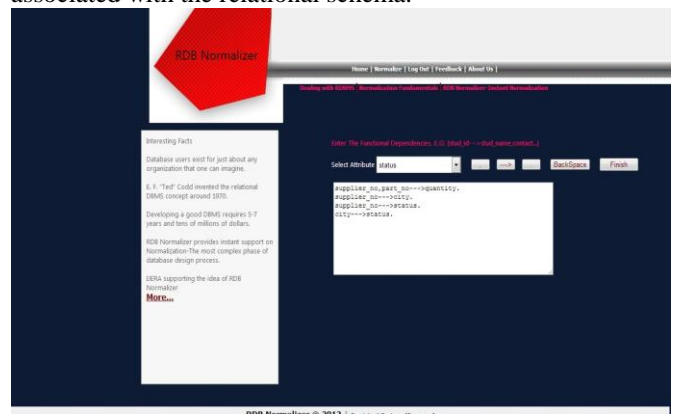 associated with the relational schema.
RDB Normalizer
Home | Normalize | Log Out | Feedback | About Us |
Dealing with RDBMS | Normalization Fundamentals | RDB Normalizer-Instant Normalization
Interesting Facts
Database users exist for just about any
organization that one can imagine.
E. F. "Ted" Codd invented the relational
DBMS concept around 1970.
Developing a good DBMS requires 5-7
years and tens of millions of dollars.
RDB Normalizer provides instant support on
Normalization-The most complex phase of
database design process.
EERA supporting the idea of RDB
Normalizer
More...
Enter The Functional Dependences. E.G. (stud_id--->stud_name,contact..)
Select Attribute status , ---> . BackSpace Finish
supplier_no,part_no--->quantity.
supplier_no--->city.
supplier_no--->status.
city--->status.
RDB Normalizer © 2012 |